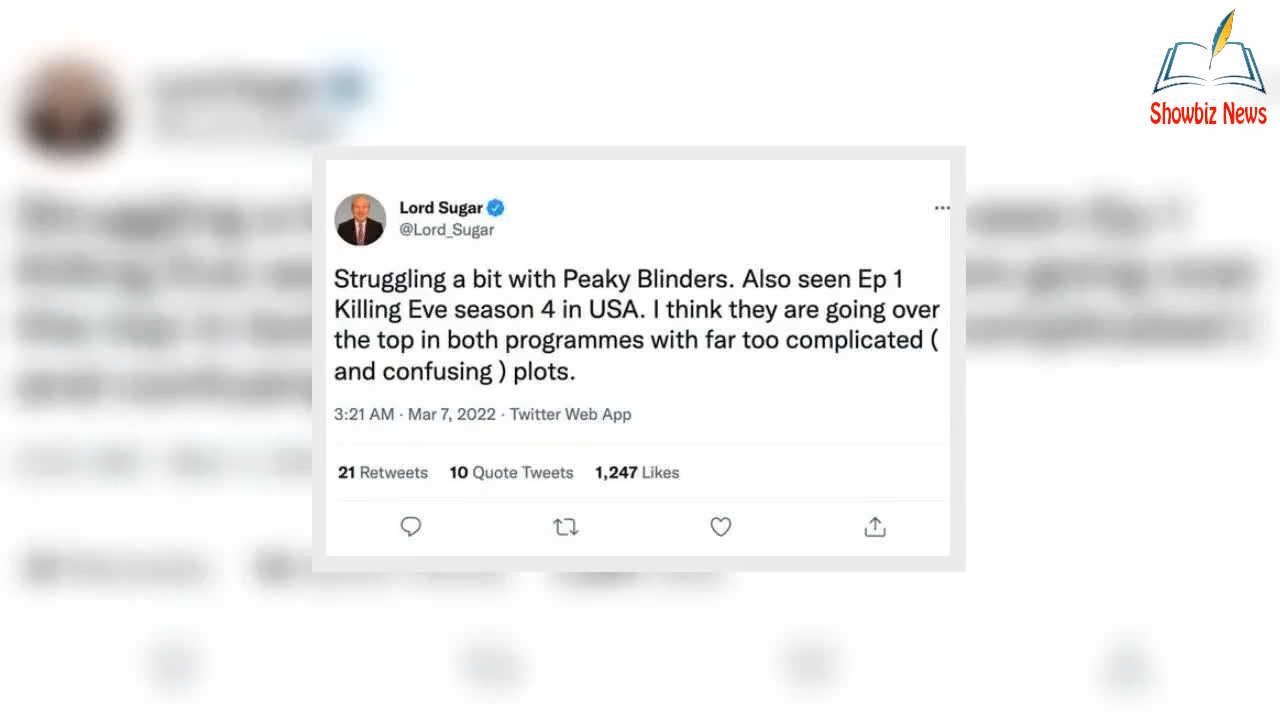 Showbiz News
Lord Sugar
@Lord_Sugar
Struggling a bit with Peaky Blinders. Also seen Ep 1
Killing Eve season 4 in USA. I think they are going over
the top in both programmes with far too complicated (
and confusing ) plots.
3:21 AM · Mar 7, 2022 · Twitter Web App
21 Retweets 10 Quote Tweets 1,247 Likes